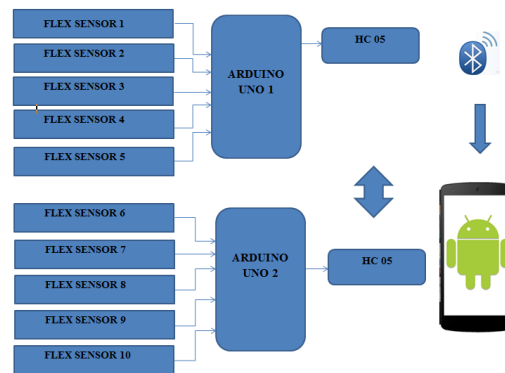 FLEX SENSOR 1
FLEX SENSOR 2
FLEX SENSOR 3
FLEX SENSOR 4
FLEX SENSOR 5
ARDUINO
UNO 1
HC 05
FLEX SENSOR 6
FLEX SENSOR 7
FLEX SENSOR 8
FLEX SENSOR 9
FLEX SENSOR 10
ARDUINO
UNO 2
HC 05